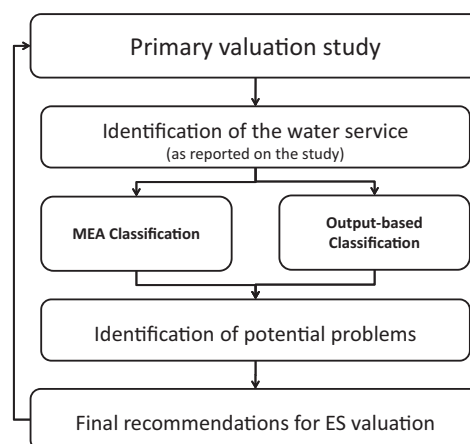 Primary valuation study
Identification of the water service
(as reported on the study)
MEA Classification
Output-based
Classification
Identification of potential problems
Final recommendations for ES valuation